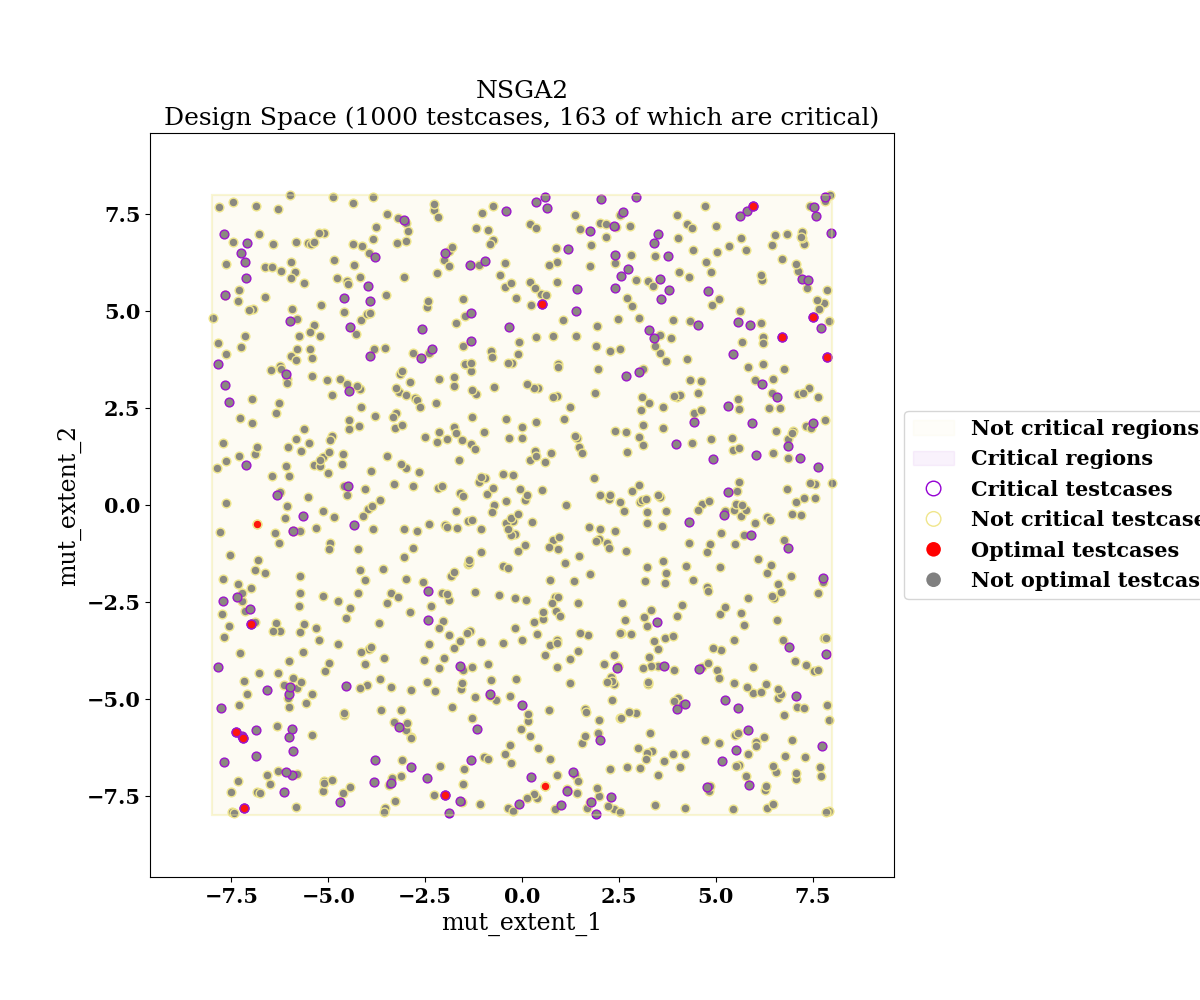 NSGA2
Design Space (1000 testcases, 163 of which are critical)
7.5
5.0
2.5
0.0
−2.5
−5.0
−7.5
mut_extent_2
−7.5
−5.0
−2.5
0.0
2.5
5.0
7.5
mut_extent_1
Not critical regions
Critical regions
Critical testcases
Not critical testcase
Optimal testcases
Not optimal testcas